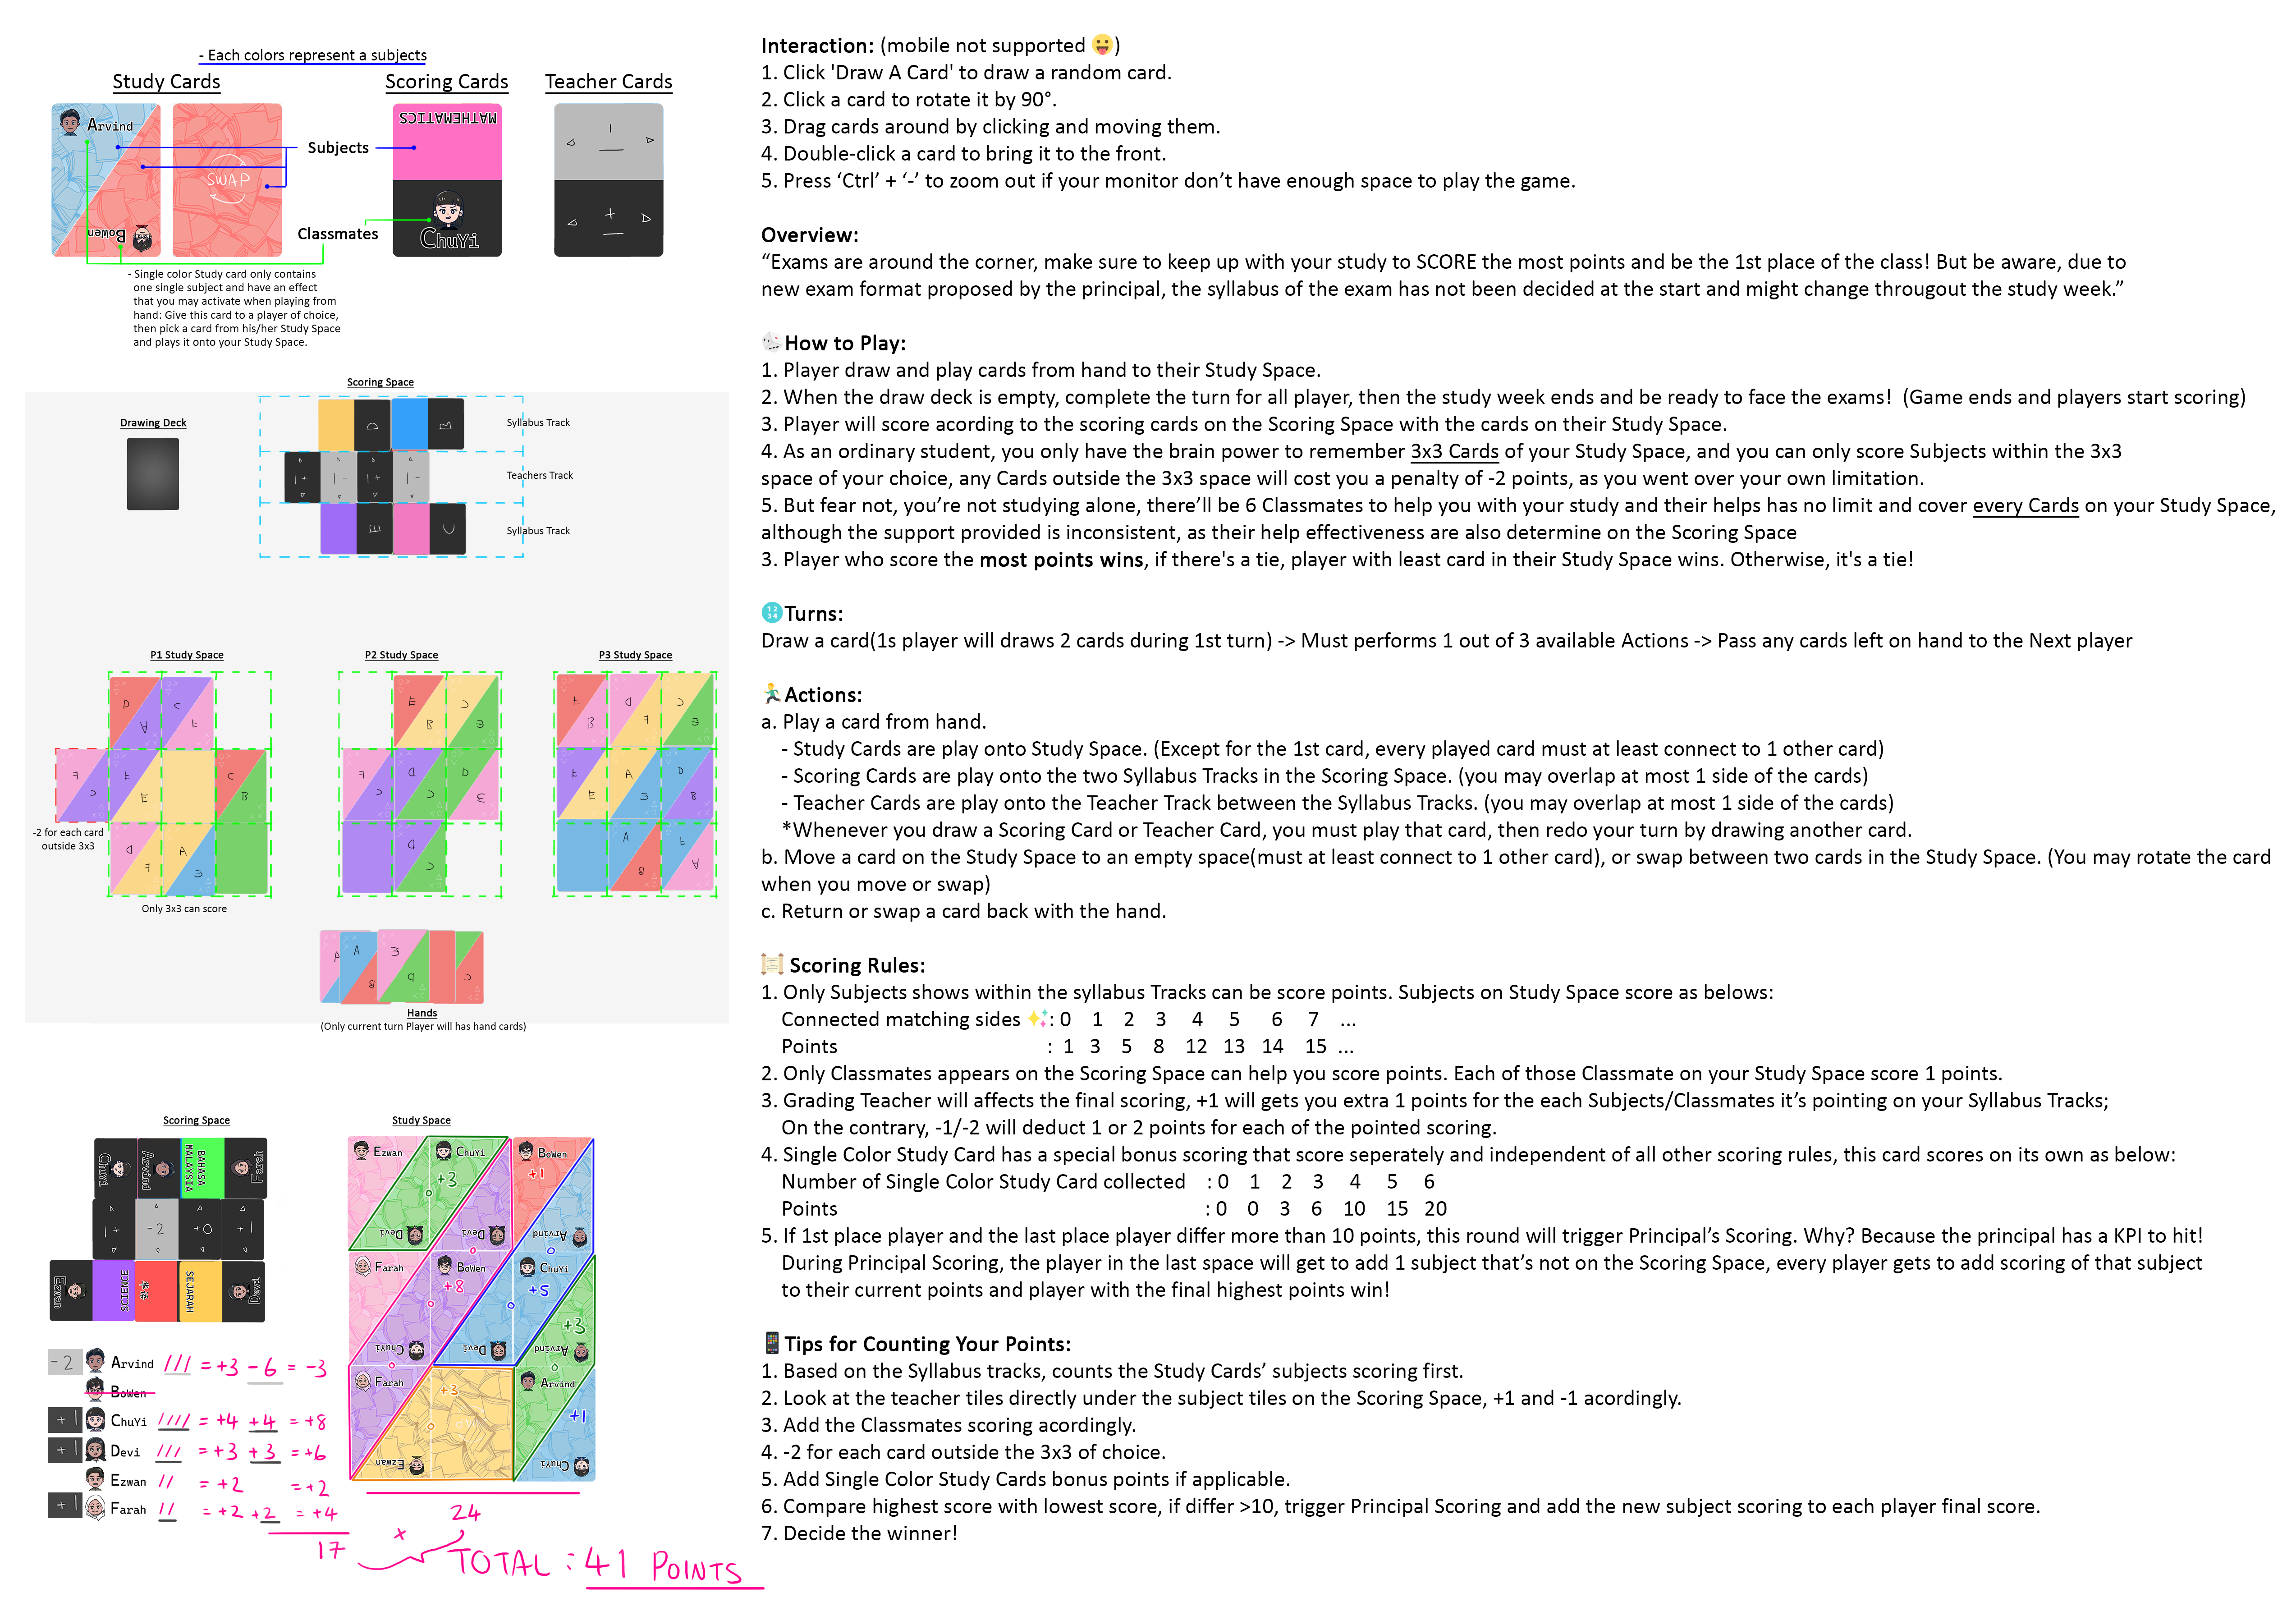 - Each colors represent a subjects
Study Cards
Scoring Cards
Teacher Cards
Arvind
BoWen
SWAP
Subjects
Classmates
MATHEMATICS
ChuYi
- Single color Study card only contains
one single subject and have an effect
that you may activate when playing from
hand: Give this card to a player of choice,
then pick a card from his/her Study Space
and plays it onto your Study Space.
Scoring Space
Drawing Deck
D
B
Syllabus Track
Teachers Track
E
C
Syllabus Track
P1 Study Space
P2 Study Space
P3 Study Space
-2 for each card
outside 3x3
Only 3x3 can score
Hands
(Only current turn Player will has hand cards)
Scoring Space
Study Space
ChuYi
Arvind
BAHASA
MALAYSIA
Farah
1+
-2
+0
+1
Ezwan
SCIENCE
SEJARAH
Devi
Ezwan
ChuYi
BoWen
+1
+3
Devi
Devi
Arvind
Farah
BoWen
ChuYi
+8
+5
+3
ChuYi
Devi
Arvind
Farah
+3
Arvind
+1
Ezwan
ChuYi
-2 Arvind /// = +3 -6 = -3
BoWen
+1 ChuYi //// = +4 +4 = +8
+1 Devi /// = +3 +3 = +6
Ezwan // = +2 = +2
+1 Farah // = +2 +2 = +4
17
24
+
TOTAL : 41 POINTS
Interaction: (mobile not supported 😛)
1. Click 'Draw A Card' to draw a random card.
2. Click a card to rotate it by 90°.
3. Drag cards around by clicking and moving them.
4. Double-click a card to bring it to the front.
5. Press ‘Ctrl’ + ‘-’ to zoom out if your monitor don’t have enough space to play the game.
Overview:
“Exams are around the corner, make sure to keep up with your study to SCORE the most points and be the 1st place of the class! But be aware, due to
new exam format proposed by the principal, the syllabus of the exam has not been decided at the start and might change througout the study week.”
🎲How to Play:
1. Player draw and play cards from hand to their Study Space.
2. When the draw deck is empty, complete the turn for all player, then the study week ends and be ready to face the exams! (Game ends and players start scoring)
3. Player will score acording to the scoring cards on the Scoring Space with the cards on their Study Space.
4. As an ordinary student, you only have the brain power to remember 3x3 Cards of your Study Space, and you can only score Subjects within the 3x3
space of your choice, any Cards outside the 3x3 space will cost you a penalty of -2 points, as you went over your own limitation.
5. But fear not, you’re not studying alone, there’ll be 6 Classmates to help you with your study and their helps has no limit and cover every Cards on your Study Space,
although the support provided is inconsistent, as their help effectiveness are also determine on the Scoring Space
3. Player who score the most points wins, if there's a tie, player with least card in their Study Space wins. Otherwise, it's a tie!
🔢Turns:
Draw a card(1s player will draws 2 cards during 1st turn) -> Must performs 1 out of 3 available Actions -> Pass any cards left on hand to the Next player
🏃Actions:
a. Play a card from hand.
- Study Cards are play onto Study Space. (Except for the 1st card, every played card must at least connect to 1 other card)
- Scoring Cards are play onto the two Syllabus Tracks in the Scoring Space. (you may overlap at most 1 side of the cards)
- Teacher Cards are play onto the Teacher Track between the Syllabus Tracks. (you may overlap at most 1 side of the cards)
*Whenever you draw a Scoring Card or Teacher Card, you must play that card, then redo your turn by drawing another card.
b. Move a card on the Study Space to an empty space(must at least connect to 1 other card), or swap between two cards in the Study Space. (You may rotate the card
when you move or swap)
c. Return or swap a card back with the hand.
📜 Scoring Rules:
1. Only Subjects shows within the syllabus Tracks can be score points. Subjects on Study Space score as belows:
Connected matching sides ✨: 0 1 2 3 4 5 6 7 ...
Points : 1 3 5 8 12 13 14 15 ...
2. Only Classmates appears on the Scoring Space can help you score points. Each of those Classmate on your Study Space score 1 points.
3. Grading Teacher will affects the final scoring, +1 will gets you extra 1 points for the each Subjects/Classmates it’s pointing on your Syllabus Tracks;
On the contrary, -1/-2 will deduct 1 or 2 points for each of the pointed scoring.
4. Single Color Study Card has a special bonus scoring that score seperately and independent of all other scoring rules, this card scores on its own as below:
Number of Single Color Study Card collected : 0 1 2 3 4 5 6
Points : 0 0 3 6 10 15 20
5. If 1st place player and the last place player differ more than 10 points, this round will trigger Principal’s Scoring. Why? Because the principal has a KPI to hit!
During Principal Scoring, the player in the last space will get to add 1 subject that’s not on the Scoring Space, every player gets to add scoring of that subject
to their current points and player with the final highest points win!
📱Tips for Counting Your Points:
1. Based on the Syllabus tracks, counts the Study Cards’ subjects scoring first.
2. Look at the teacher tiles directly under the subject tiles on the Scoring Space, +1 and -1 acordingly.
3. Add the Classmates scoring acordingly.
4. -2 for each card outside the 3x3 of choice.
5. Add Single Color Study Cards bonus points if applicable.
6. Compare highest score with lowest score, if differ >10, trigger Principal Scoring and add the new subject scoring to each player final score.
7. Decide the winner!